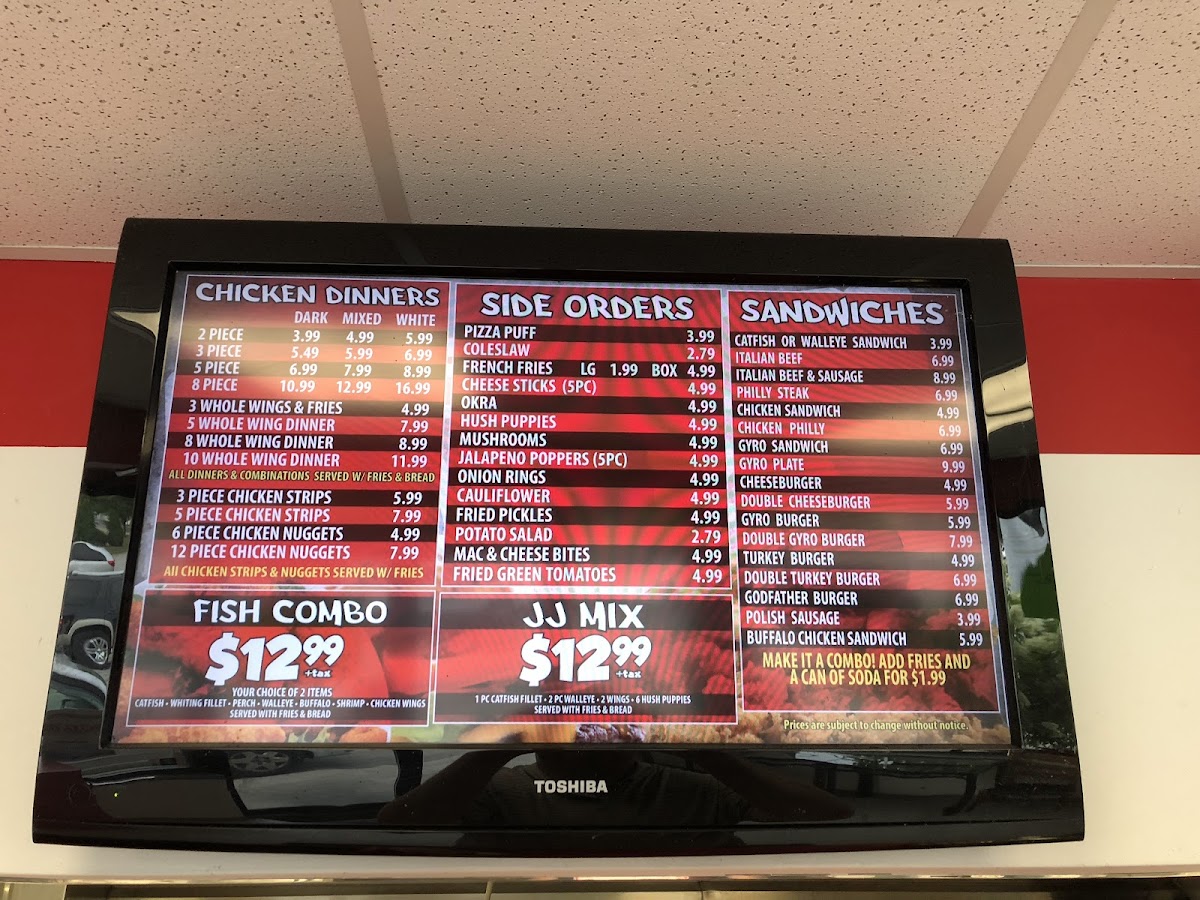 CHICKEN DINNERS
DARK MIXED WHITE
2 PIECE 3.99 4.99 5.99
3 PIECE 5.49 5.99 6.99
5 PIECE 6.99 7.99 8.99
8 PIECE 10.99 12.99 16.99
3 WHOLE WINGS & FRIES 4.99
5 WHOLE WING DINNER 7.99
8 WHOLE WING DINNER 8.99
10 WHOLE WING DINNER 11.99
ALL DINNERS & COMBINATIONS SERVED W/ FRIES & BREAD
3 PIECE CHICKEN STRIPS 5.99
5 PIECE CHICKEN STRIPS 7.99
6 PIECE CHICKEN NUGGETS 4.99
12 PIECE CHICKEN NUGGETS 7.99
All CHICKEN STRIPS & NUGGETS SERVED W/ FRIES
FISH COMBO
$12.99 +tax
YOUR CHOICE OF 2 ITEMS
CATFISH • WHITING FILLET • PERCH • WALLEYE • BUFFALO • SHRIMP • CHICKEN WINGS
SERVED WITH FRIES & BREAD
SIDE ORDERS
PIZZA PUFF 3.99
COLESLAW 2.79
FRENCH FRIES LG 1.99 BOX 4.99
CHEESE STICKS (5PC) 4.99
OKRA 4.99
HUSH PUPPIES 4.99
MUSHROOMS 4.99
JALAPENO POPPERS (5PC) 4.99
ONION RINGS 4.99
CAULIFLOWER 4.99
FRIED PICKLES 4.99
POTATO SALAD 2.79
MAC & CHEESE BITES 4.99
FRIED GREEN TOMATOES 4.99
JJ MIX
$12.99 +tax
1 PC CATFISH FILLET • 2 PC WALLEYE • 2 WINGS • 6 HUSH PUPPIES
SERVED WITH FRIES & BREAD
SANDWICHES
CATFISH OR WALLEYE SANDWICH 3.99
ITALIAN BEEF 6.99
ITALIAN BEEF & SAUSAGE 8.99
PHILLY STEAK 6.99
CHICKEN SANDWICH 4.99
CHICKEN PHILLY 6.99
GYRO SANDWICH 6.99
GYRO PLATE 9.99
CHEESEBURGER 4.99
DOUBLE CHEESEBURGER 5.99
GYRO BURGER 5.99
DOUBLE GYRO BURGER 7.99
TURKEY BURGER 4.99
DOUBLE TURKEY BURGER 6.99
GODFATHER BURGER 6.99
POLISH SAUSAGE 3.99
BUFFALO CHICKEN SANDWICH 5.99
MAKE IT A COMBO! ADD FRIES AND
A CAN OF SODA FOR $1.99
Prices are subject to change without notice.
TOSHIBA